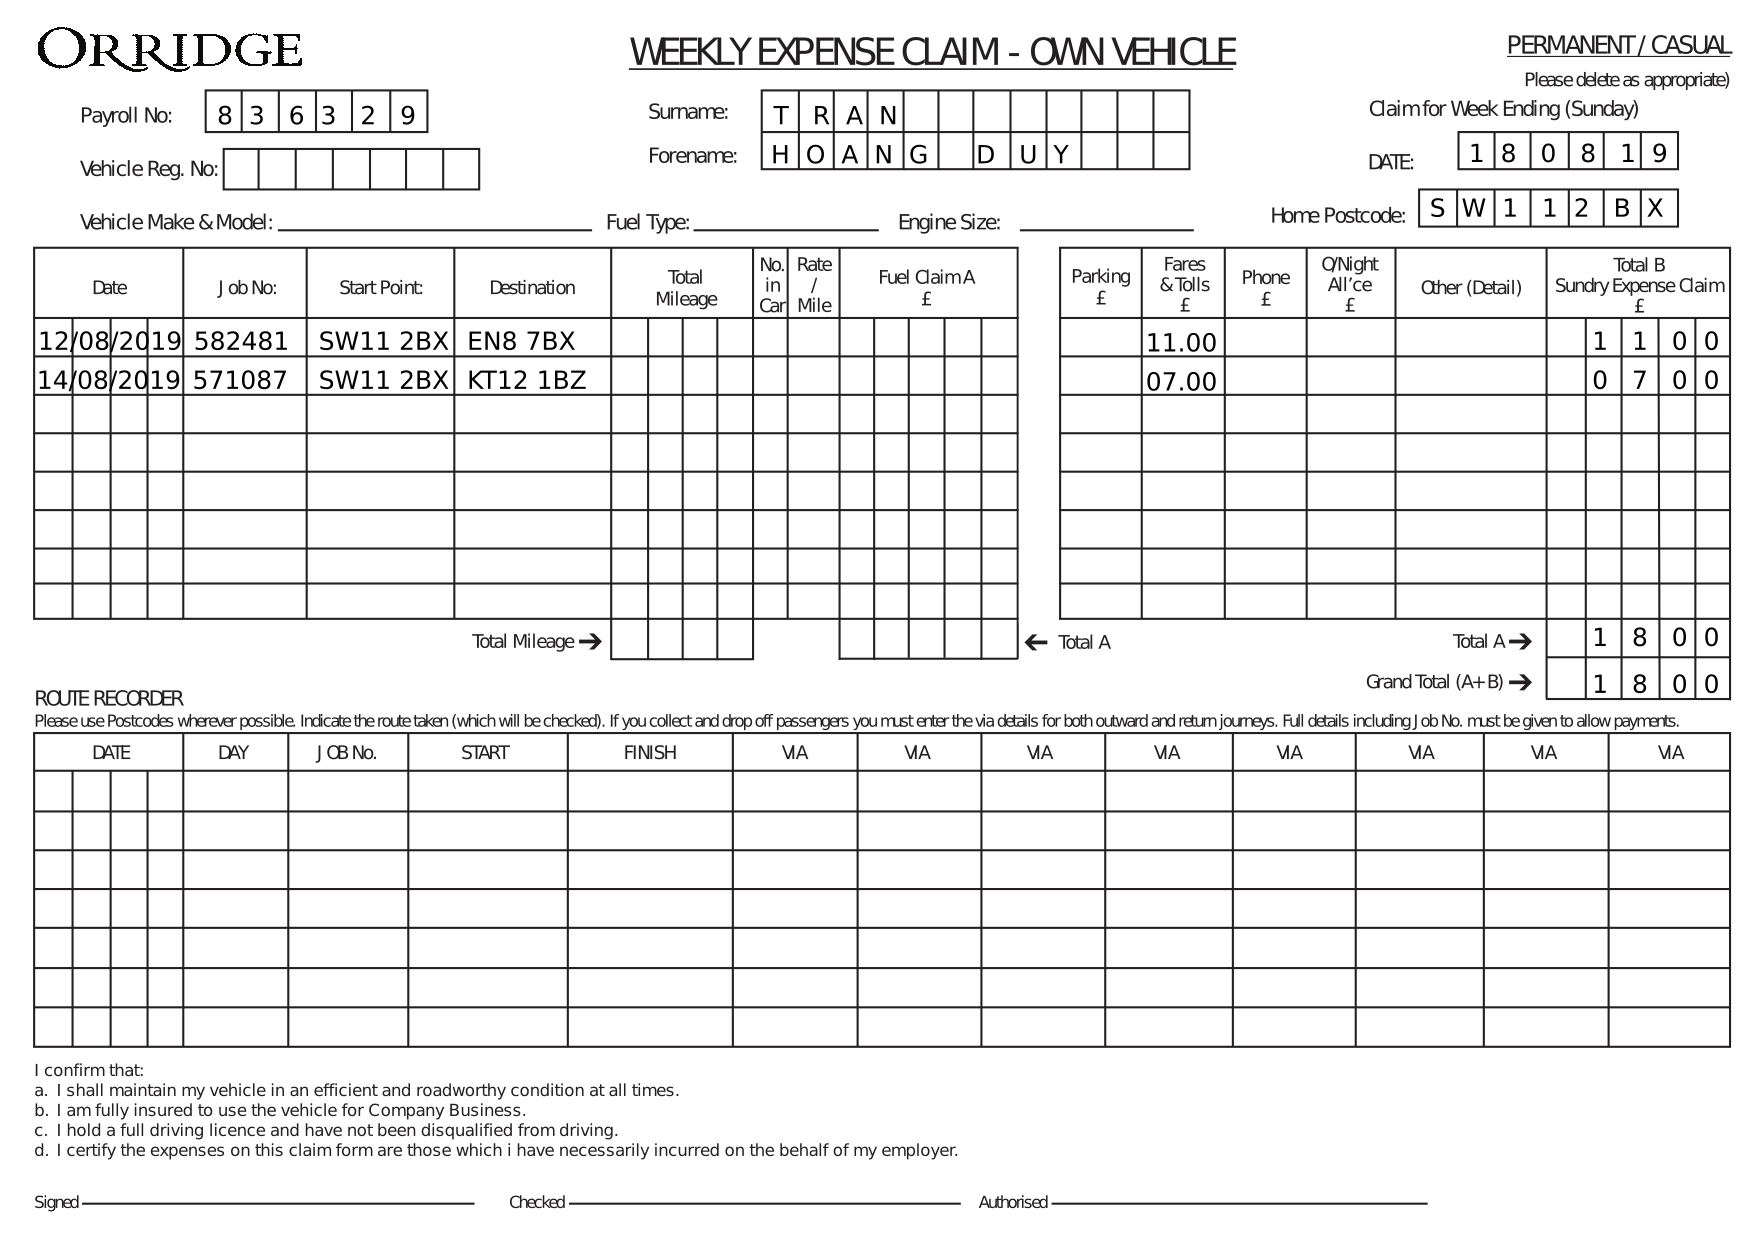 ORRIDGE
WEEKLY EXPENSE CLAIM - OWN VEHICLE
PERMANENT / CASUAL
Please delete as appropriate)
Payroll No: 8 3 6 3 2 9
Surname: T R A N
Claim for Week Ending (Sunday)
Vehicle Reg. No:
Forename: H O A N G D U Y
DATE: 1 8 0 8 1 9
Vehicle Make & Model:
Fuel Type:
Engine Size:
Home Postcode: S W 1 1 2 B X
Date Job No: Start Point: Destination Total Mileage No. in Car Rate / Mile Fuel Claim A £ Parking £ Fares & Tolls £ Phone £ O/Night All'ce £ Other (Detail) Total B Sundry Expense Claim £
12/08/2019 582481 SW11 2BX EN8 7BX 11.00 1 1 0 0
14/08/2019 571087 SW11 2BX KT12 1BZ 07.00 0 7 0 0
Total Mileage → ← Total A Total A → 1 8 0 0
Grand Total (A+ B) → 1 8 0 0
ROUTE RECORDER
Please use Postcodes wherever possible. Indicate the route taken (which will be checked). If you collect and drop off passengers you must enter the via details for both outward and return journeys. Full details including Job No. must be given to allow payments.
DATE DAY JOB No. START FINISH VIA VIA VIA VIA VIA VIA VIA VIA
I confirm that:
a. I shall maintain my vehicle in an efficient and roadworthy condition at all times.
b. I am fully insured to use the vehicle for Company Business.
c. I hold a full driving licence and have not been disqualified from driving.
d. I certify the expenses on this claim form are those which i have necessarily incurred on the behalf of my employer.
Signed Checked Authorised